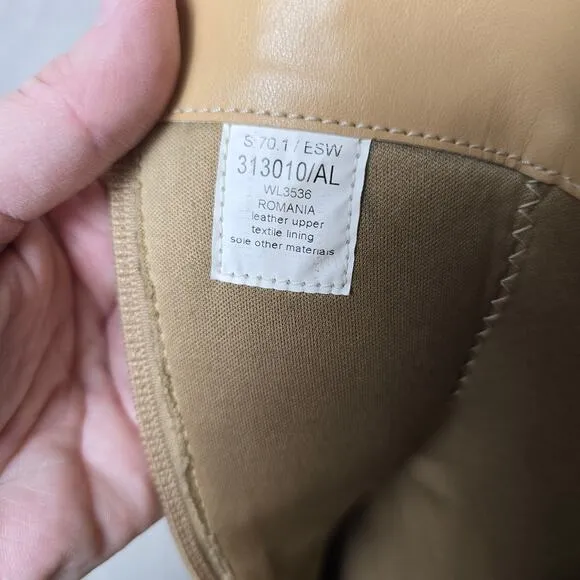 S 70.1 / ESW
313010/AL
WL3536
ROMANIA
leather upper
textile lining
sole other materials